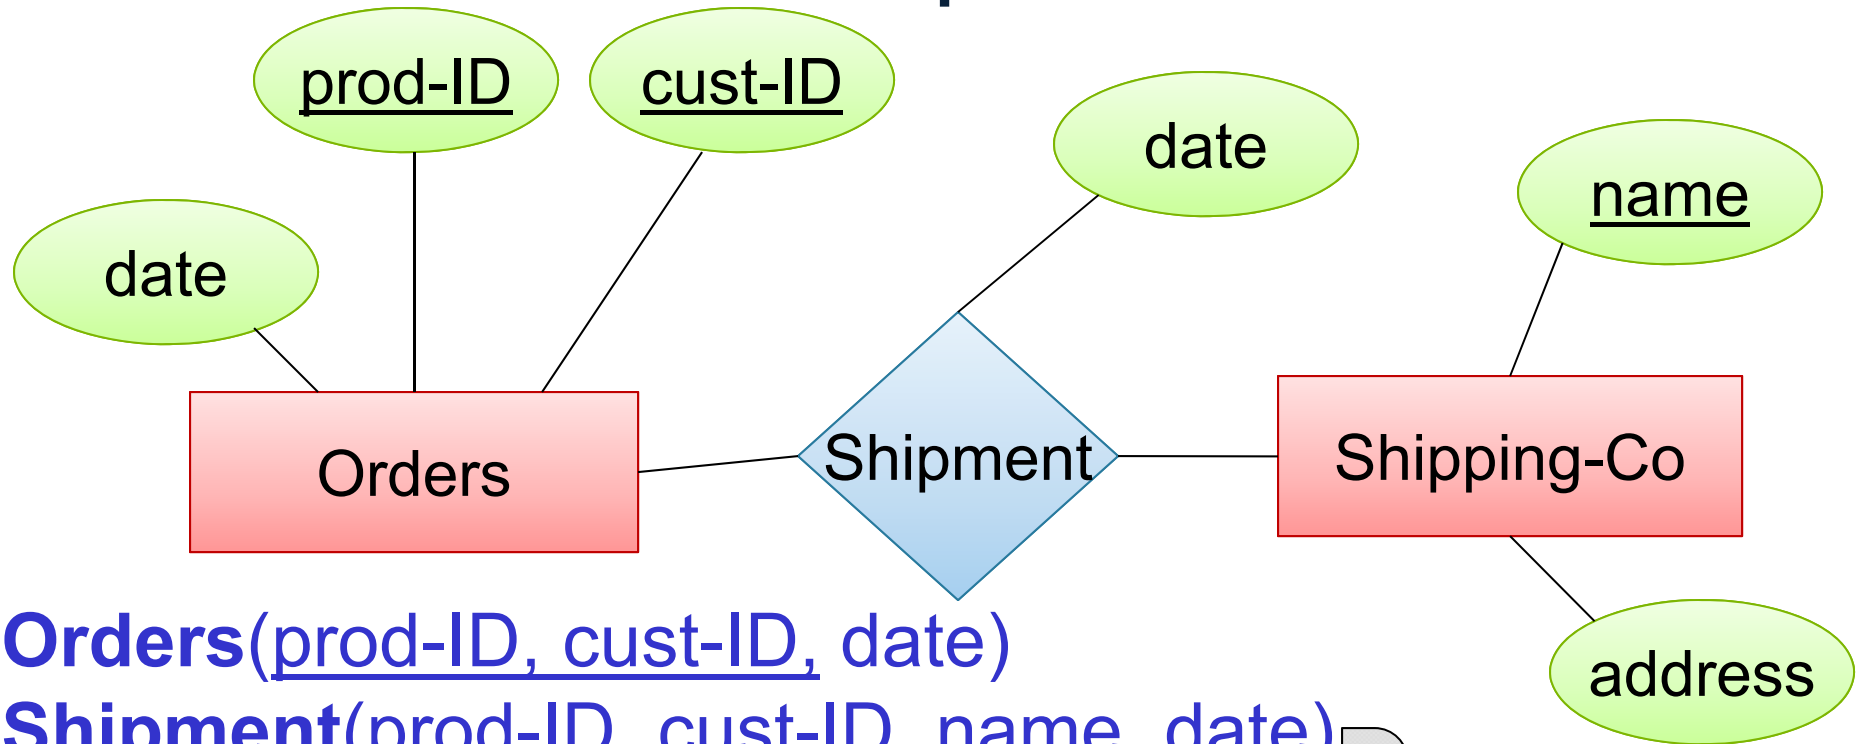 prod-ID
cust-ID
date
name
date
Orders
Shipment
Shipping-Co
Orders(prod-ID, cust-ID, date)
address
Shipment(prod-ID, cust-ID, name, date)